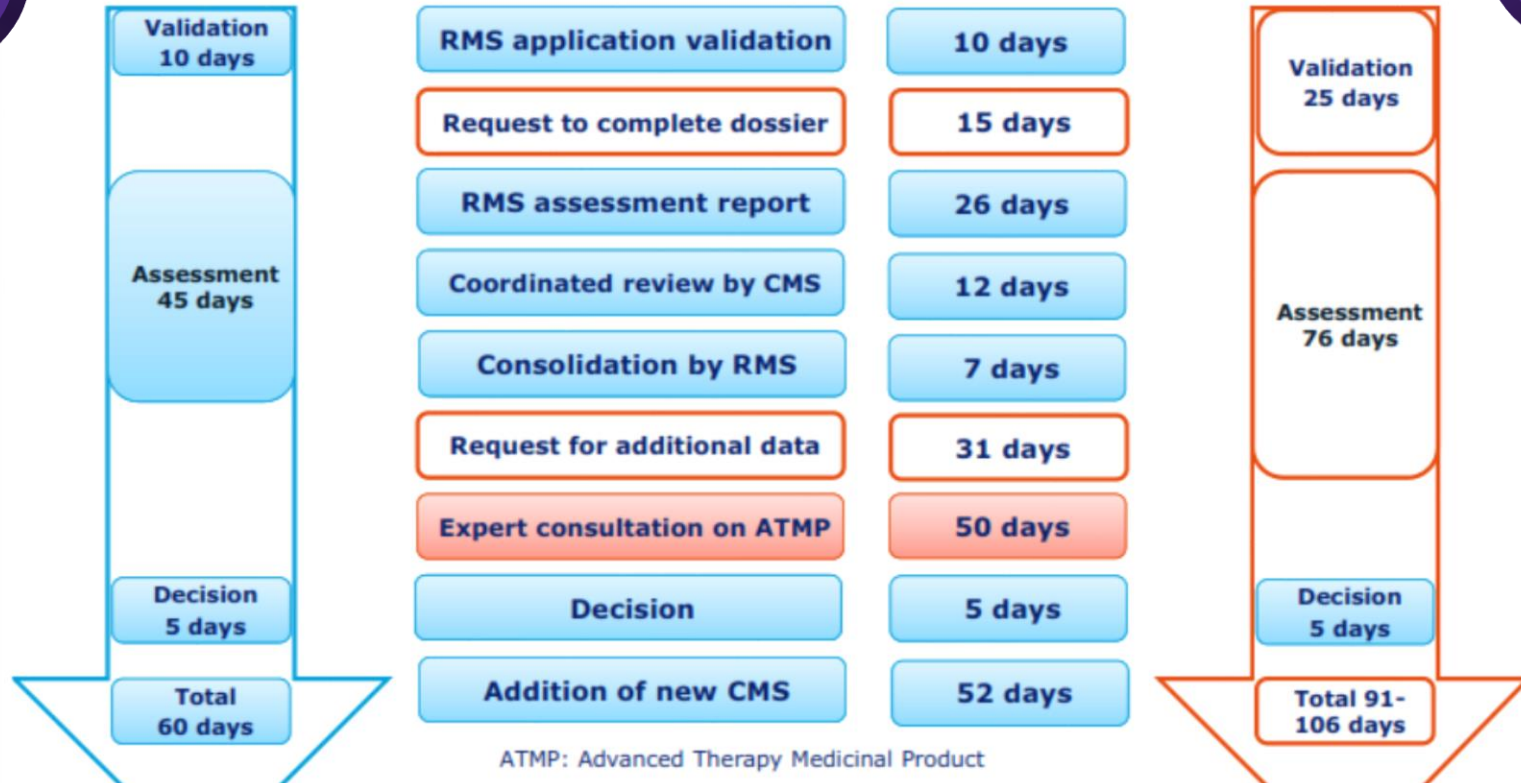 Validation
10 days
Assessment
45 days
Decision
5 days
Total
60 days
RMS application validation
10 days
Request to complete dossier
15 days
RMS assessment report
26 days
Coordinated review by CMS
12 days
Consolidation by RMS
7 days
Request for additional data
31 days
Expert consultation on ATMP
50 days
Decision
5 days
Addition of new CMS
52 days
ATMP: Advanced Therapy Medicinal Product
Validation
25 days
Assessment
76 days
Decision
5 days
Total 91-
106 days